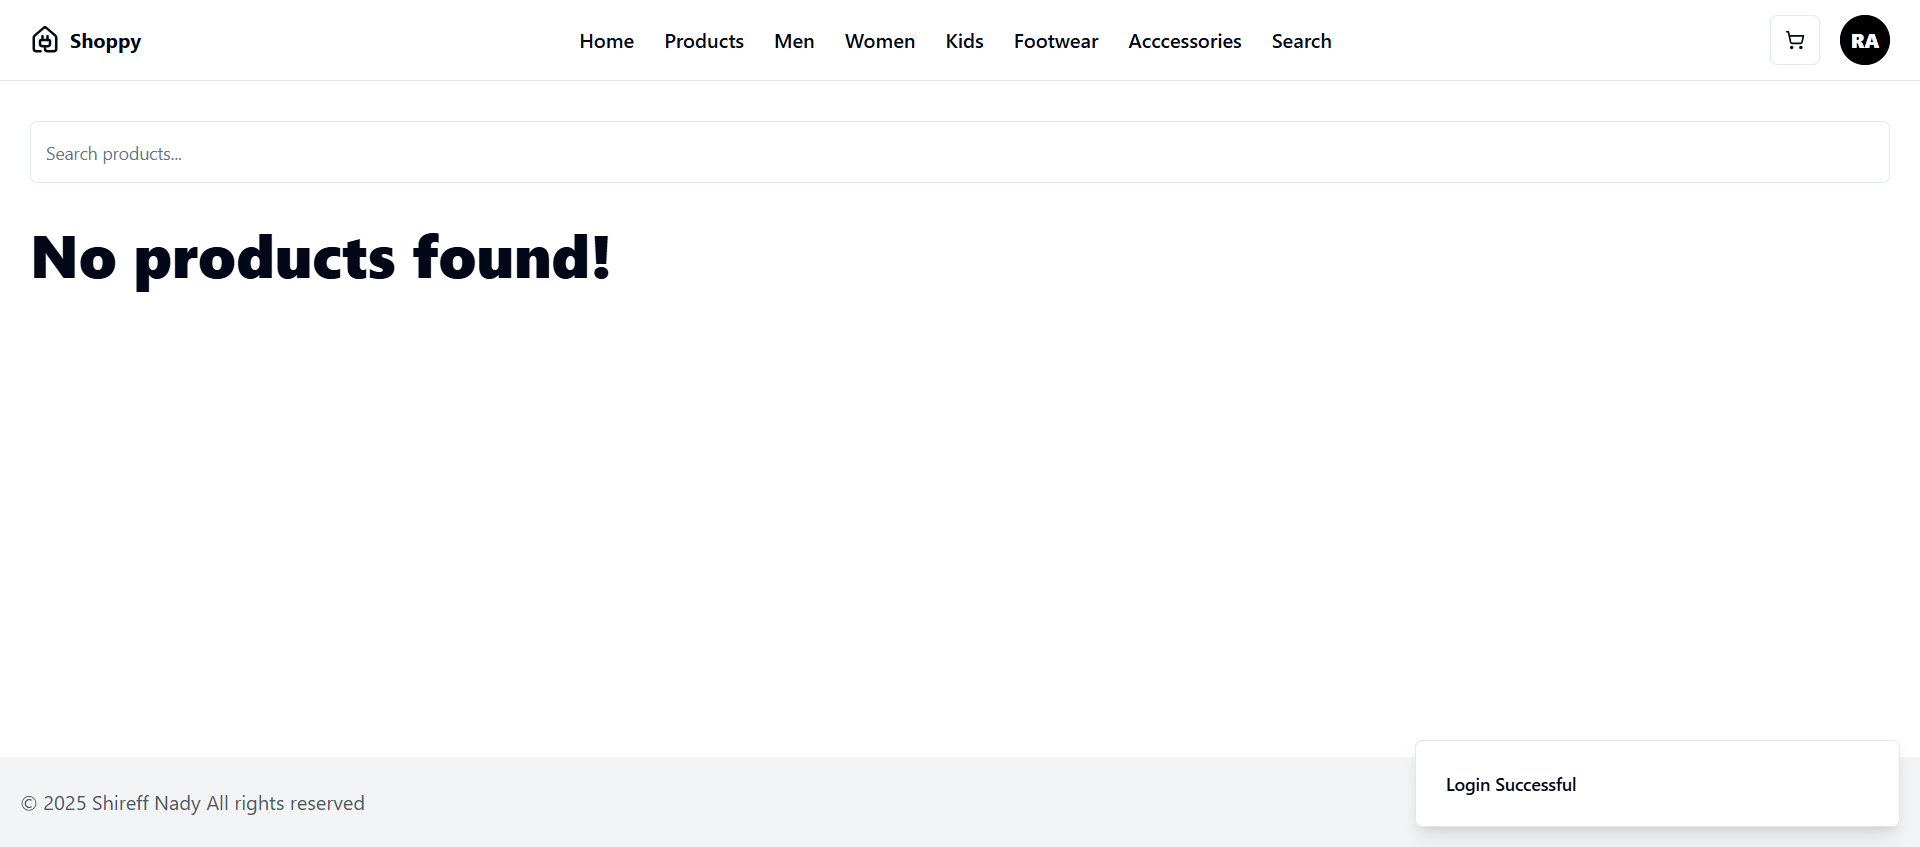 Shoppy
Home Products Men Women Kids Footwear Acccessories Search
RA
Search products...
No products found!
© 2025 Shireff Nady All rights reserved
Login Successful